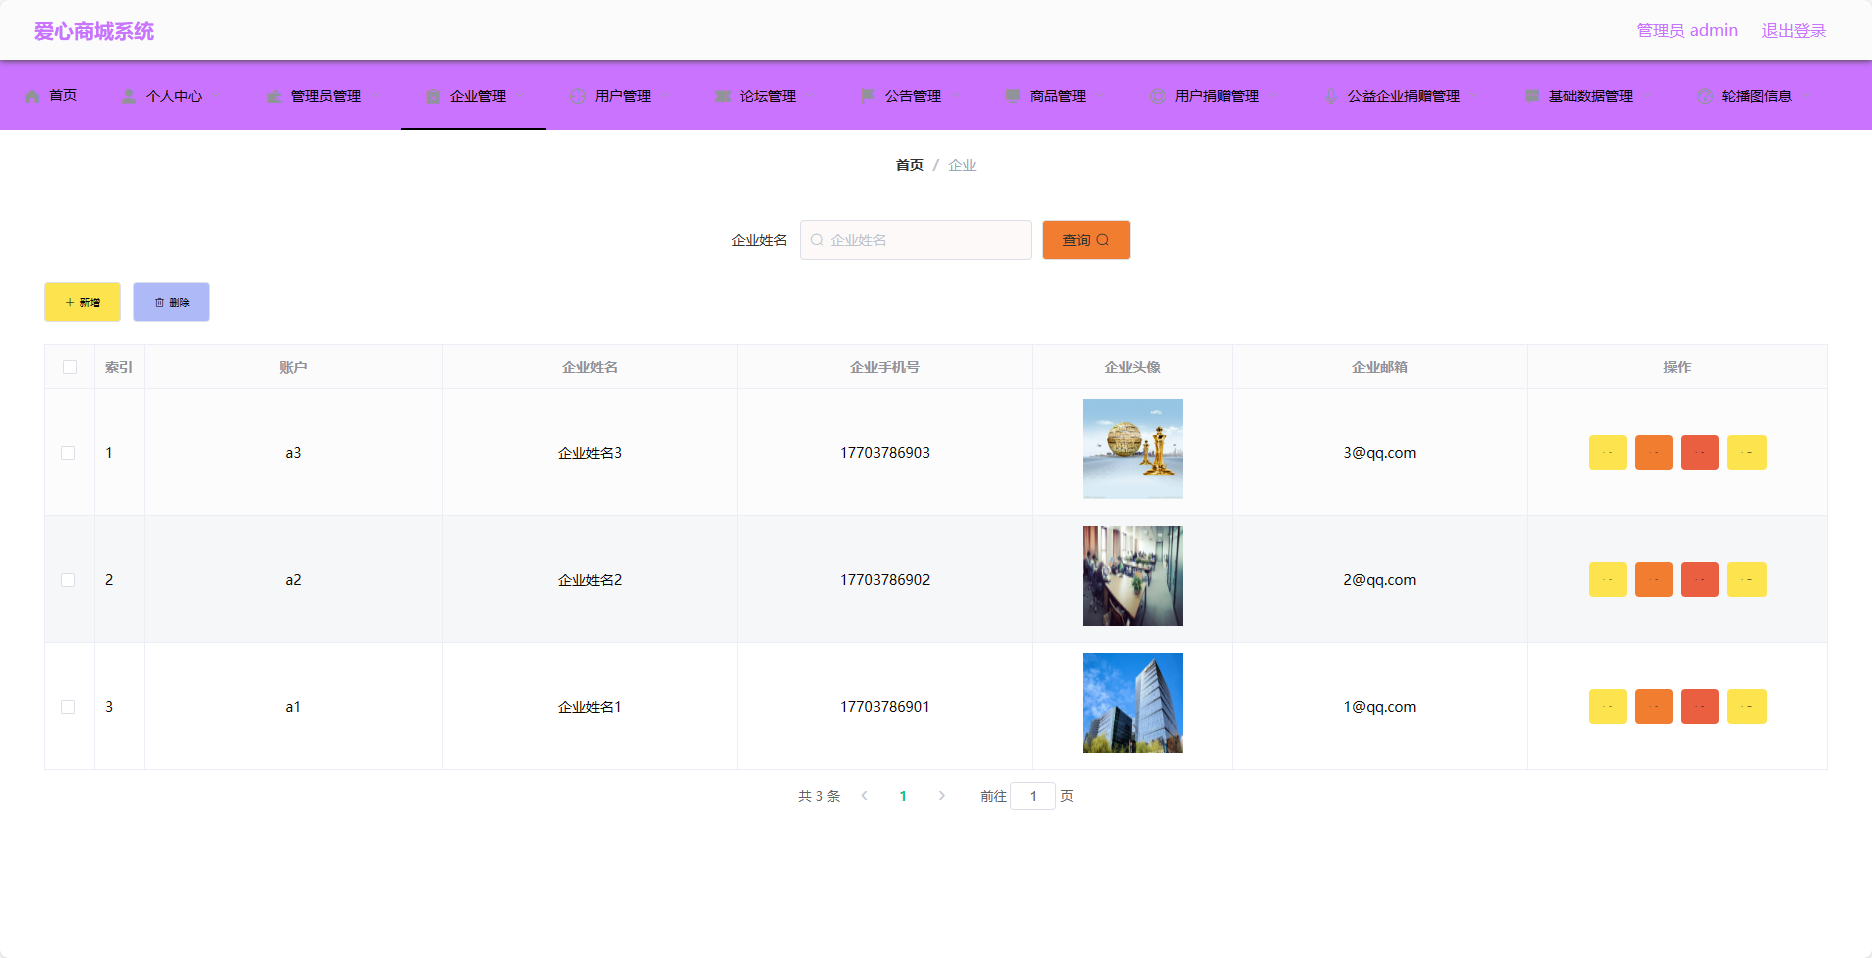 爱心商城系统
管理员 admin 退出登录
首页 个人中心 管理员管理 企业管理 用户管理 论坛管理 公告管理 商品管理 用户捐赠管理 公益企业捐赠管理 基础数据管理 轮播图信息
首页 / 企业
企业姓名 企业姓名 查询
新增 删除
索引 账户 企业姓名 企业手机号 企业头像 企业邮箱 操作
1 a3 企业姓名3 17703786903 3@qq.com
2 a2 企业姓名2 17703786902 2@qq.com
3 a1 企业姓名1 17703786901 1@qq.com
共 3 条 1 前往 1 页